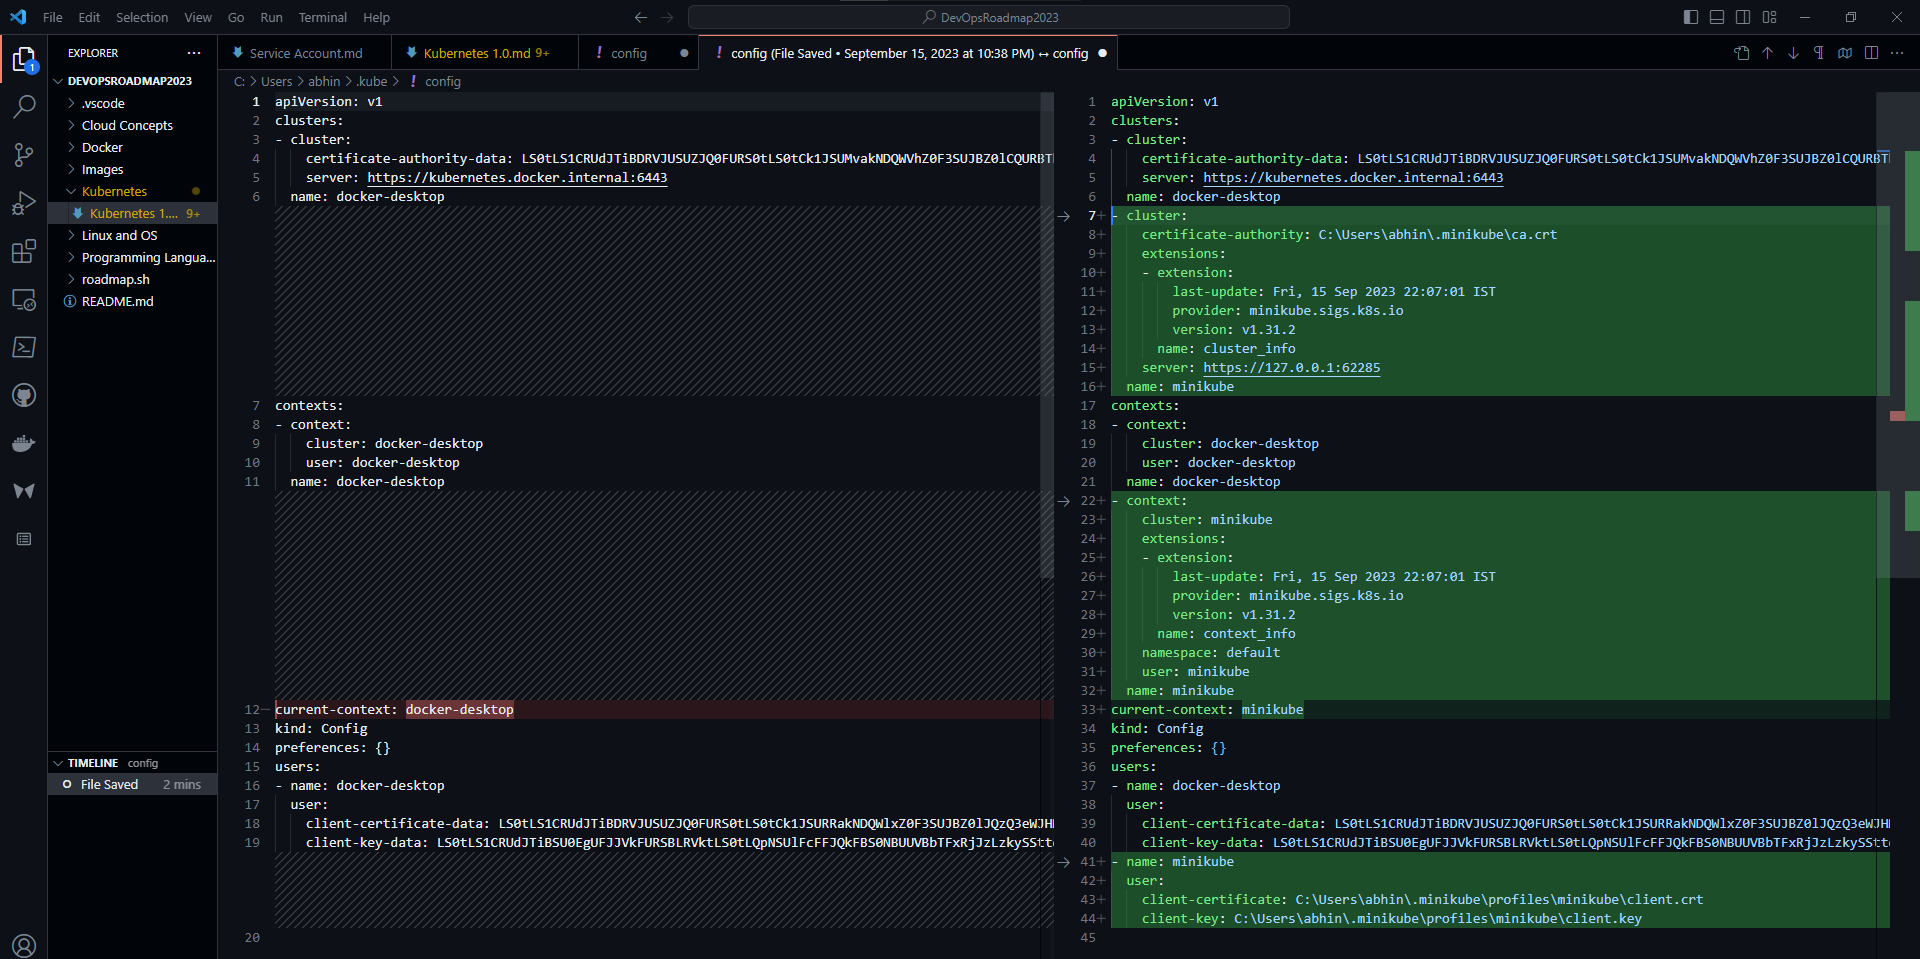 File Edit Selection View Go Run Terminal Help
DevOpsRoadmap2023
EXPLORER
1
DEVOPSROADMAP2023
.vscode
Cloud Concepts
Docker
Images
Kubernetes
Kubernetes 1.... 9+
Linux and OS
Programming Langua...
roadmap.sh
README.md
TIMELINE config
File Saved 2 mins
Service Account.md
Kubernetes 1.0.md 9+
! config
! config (File Saved • September 15, 2023 at 10:38 PM) ↔ config
C: > Users > abhin > .kube > ! config
1 apiVersion: v1
2 clusters:
3 - cluster:
4 certificate-authority-data:
5 server: https://kubernetes.docker.internal:6443
6 name: docker-desktop
7 contexts:
8 - context:
9 cluster: docker-desktop
10 user: docker-desktop
11 name: docker-desktop
12 current-context: docker-desktop
13 kind: Config
14 preferences: {}
15 users:
16 - name: docker-desktop
17 user:
18 client-certificate-data:
19 client-key-data:
20
1 apiVersion: v1
2 clusters:
3 - cluster:
4 certificate-authority-data:
5 server: https://kubernetes.docker.internal:6443
6 name: docker-desktop
7+ - cluster:
8+ certificate-authority: C:\Users\abhin\.minikube\ca.crt
9+ extensions:
10+ - extension:
11+ last-update: Fri, 15 Sep 2023 22:07:01 IST
12+ provider: minikube.sigs.k8s.io
13+ version: v1.31.2
14+ name: cluster_info
15+ server: https://127.0.0.1:62285
16+ name: minikube
17 contexts:
18 - context:
19 cluster: docker-desktop
20 user: docker-desktop
21 name: docker-desktop
22+ - context:
23+ cluster: minikube
24+ extensions:
25+ - extension:
26+ last-update: Fri, 15 Sep 2023 22:07:01 IST
27+ provider: minikube.sigs.k8s.io
28+ version: v1.31.2
29+ name: context_info
30+ namespace: default
31+ user: minikube
32+ name: minikube
33+ current-context: minikube
34 kind: Config
35 preferences: {}
36 users:
37 - name: docker-desktop
38 user:
39 client-certificate-data:
40 client-key-data:
41+ - name: minikube
42+ user:
43+ client-certificate: C:\Users\abhin\.minikube\profiles\minikube\client.crt
44+ client-key: C:\Users\abhin\.minikube\profiles\minikube\client.key
45